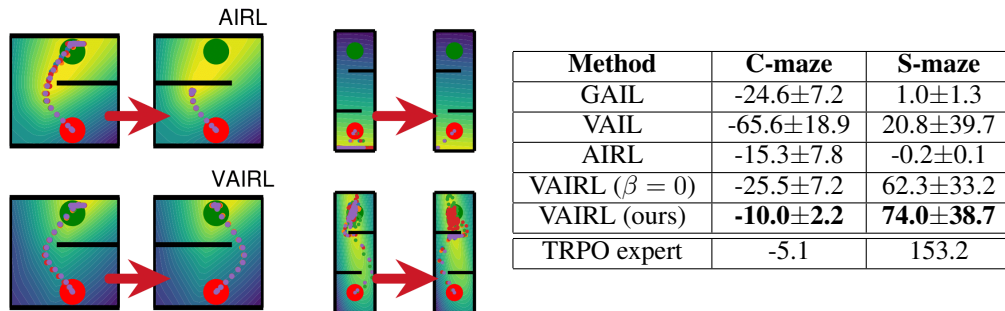 AIRL
VAIRL
Method C-maze S-maze
GAIL -24.6±7.2 1.0±1.3
VAIL -65.6±18.9 20.8±39.7
AIRL -15.3±7.8 -0.2±0.1
VAIRL (β = 0) -25.5±7.2 62.3±33.2
VAIRL (ours) -10.0±2.2 74.0±38.7
TRPO expert -5.1 153.2